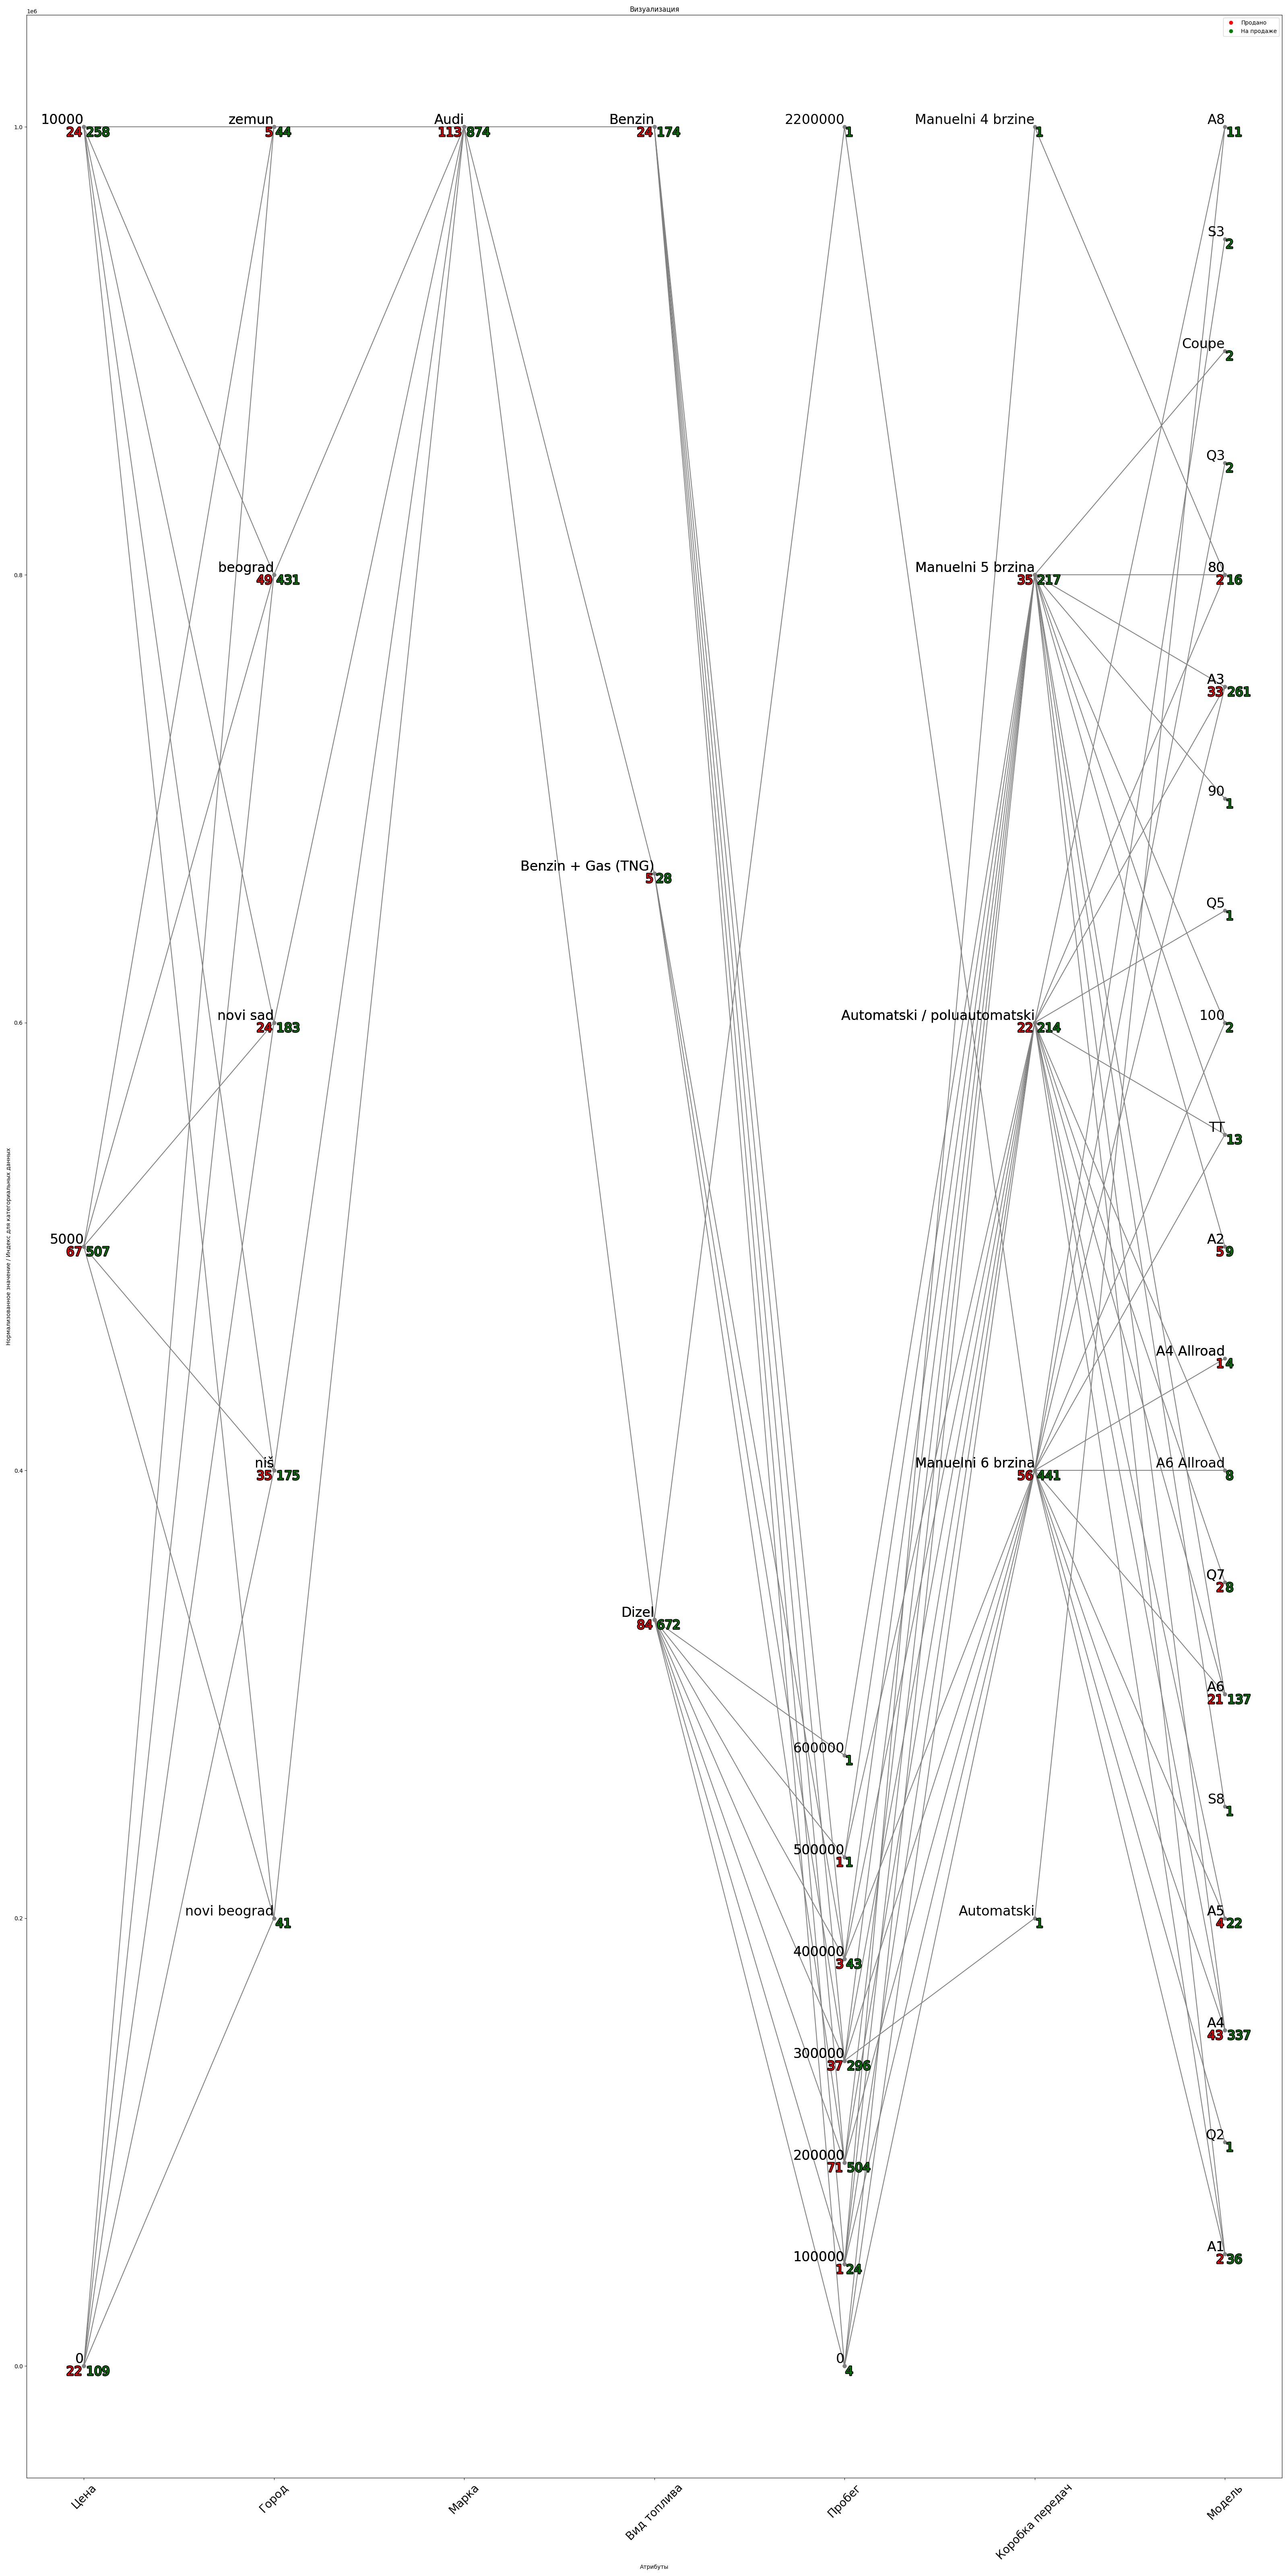 Визуализация
1e6
Продано
На продаже
1.0
0.8
0.6
0.4
0.2
0.0
Нормализованное значение / Индекс для категориальных данных
10000
24 258
5000
67 507
0
22 109
zemun
5 44
beograd
49 431
novi sad
24 183
niš
35 175
novi beograd
41
Audi
113 874
Benzin
24 174
Benzin + Gas (TNG)
5 28
Dizel
84 672
2200000
1
600000
1
500000
1 1
400000
3 43
300000
37 296
200000
71 504
100000
1 24
0
4
Manuelni 4 brzine
1
Manuelni 5 brzina
35 217
Automatski / poluautomatski
22 214
Manuelni 6 brzina
56 441
Automatski
1
A8
11
S3
2
Coupe
2
Q3
2
80
2 16
A3
33 261
90
1
Q5
1
100
2
TT
13
A2
5 9
A4 Allroad
1 4
A6 Allroad
8
Q7
2 8
A6
21 137
S8
1
A5
4 22
A4
43 337
Q2
1
A1
2 36
Цена
Город
Марка
Вид топлива
Пробег
Коробка передач
Модель
Атрибуты